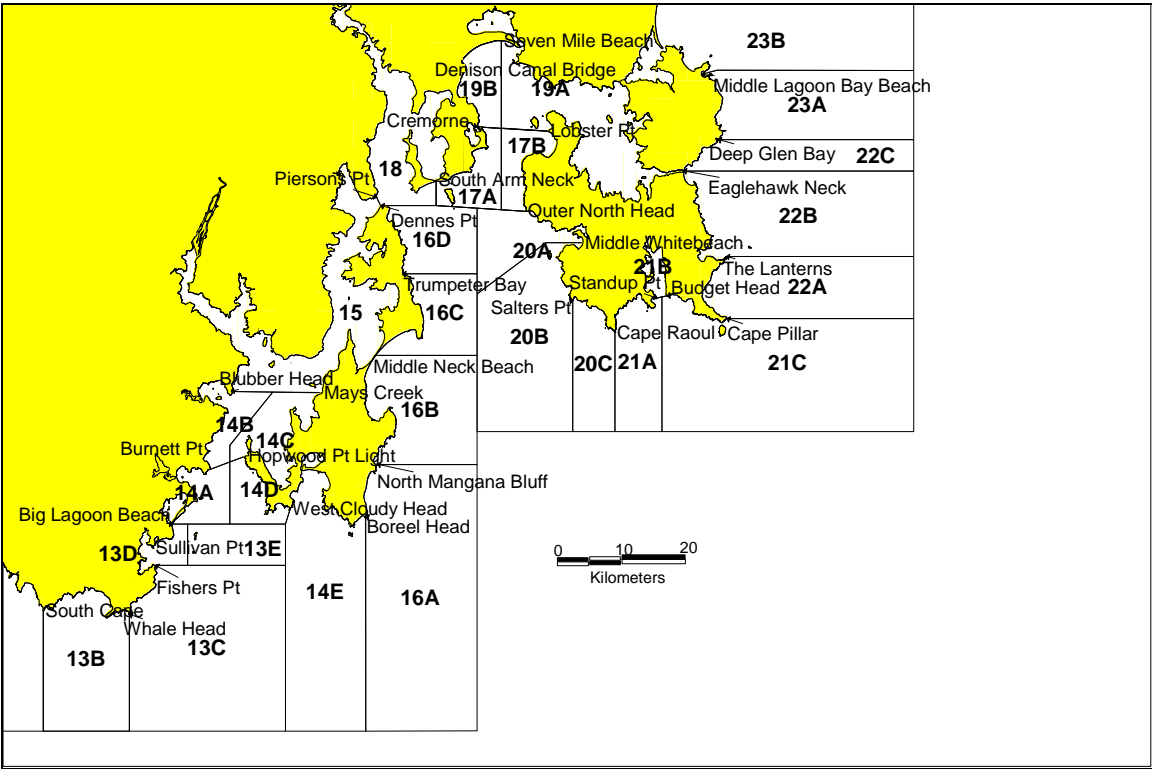 Seven Mile Beach
23B
Denison Canal Bridge
19B
19A
Middle Lagoon Bay Beach
23A
Cremorne
Lobster Pt
17B
Deep Glen Bay
22C
18
Piersons Pt
South Arm Neck
17A
Eaglehawk Neck
Outer North Head
22B
Dennes Pt
16D
20A
Middle Whitebeach
21B
The Lanterns
22A
Trumpeter Bay
Standup Pt
Budget Head
15
16C
Salters Pt
20B
Cape Raoul
Cape Pillar
20C
21A
21C
Middle Neck Beach
Blubber Head
Mays Creek
16B
14B
14C
Burnett Pt
Hopwood Pt Light
14A
14D
North Mangana Bluff
Big Lagoon Beach
West Cloudy Head
Boreel Head
13D
Sullivan Pt
13E
0 10 20
Kilometers
Fishers Pt
14E
16A
South Cape
Whale Head
13C
13B